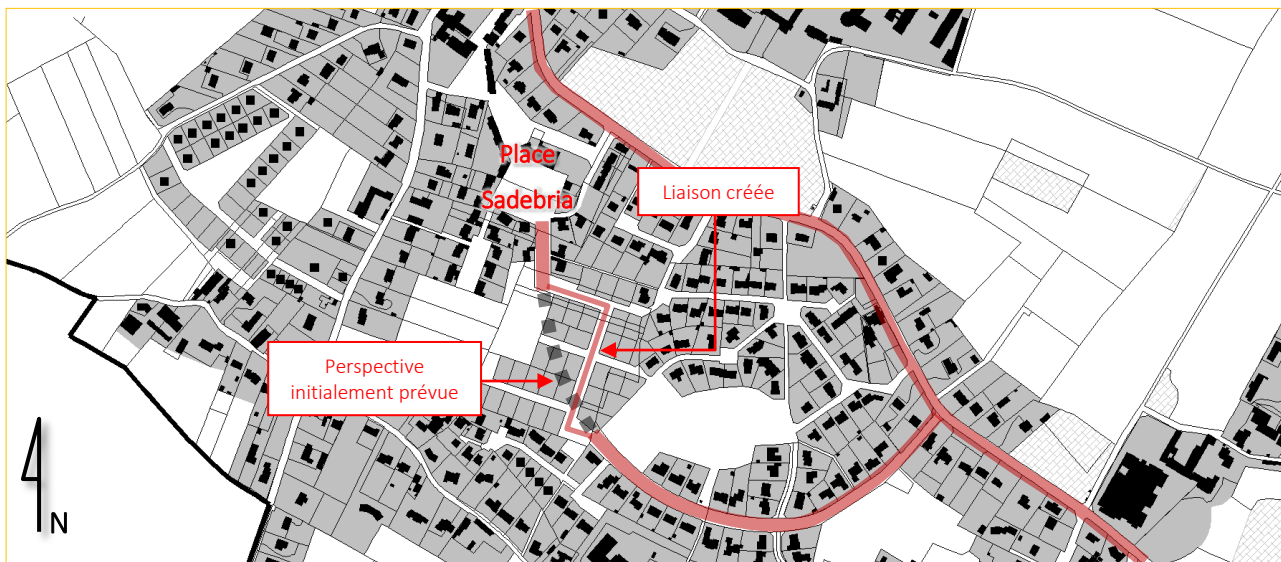 Place
Sadebria
Liaison créée
Perspective
initialement prévue
N